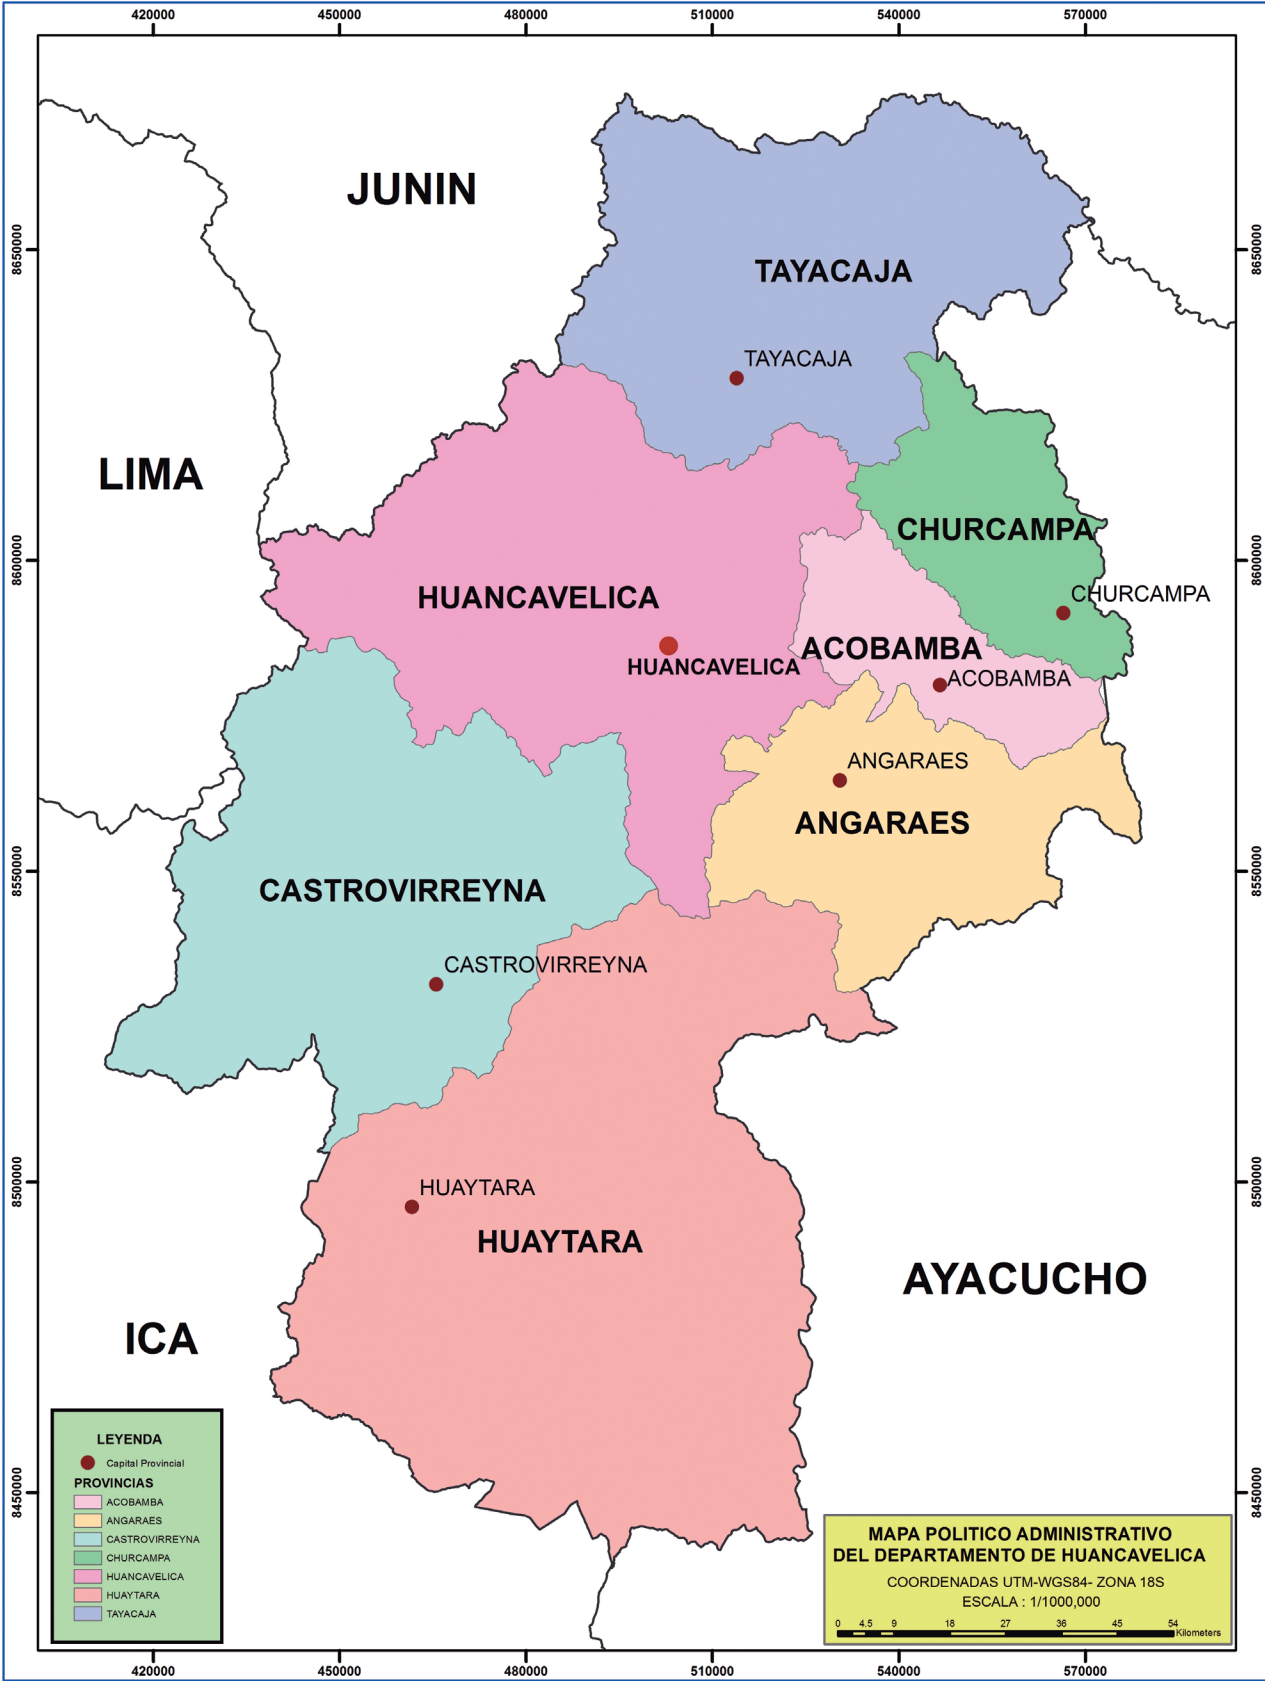 420000 450000 480000 510000 540000 570000
8650000 8650000
JUNIN
TAYACAJA
TAYACAJA
LIMA
CHURCAMPA
8600000 8600000
HUANCAVELICA
CHURCAMPA
HUANCAVELICA
ACOBAMBA
ACOBAMBA
ANGARAES
ANGARAES
8550000 8550000
CASTROVIRREYNA
CASTROVIRREYNA
8500000 8500000
HUAYTARA
HUAYTARA
AYACUCHO
ICA
8450000 8450000
LEYENDA
Capital Provincial
PROVINCIAS
ACOBAMBA
ANGARAES
CASTROVIRREYNA
CHURCAMPA
HUANCAVELICA
HUAYTARA
TAYACAJA
MAPA POLITICO ADMINISTRATIVO
DEL DEPARTAMENTO DE HUANCAVELICA
COORDENADAS UTM-WGS84- ZONA 18S
ESCALA : 1/1000,000
0 4.5 9 18 27 36 45 54
Kilometers
420000 450000 480000 510000 540000 570000